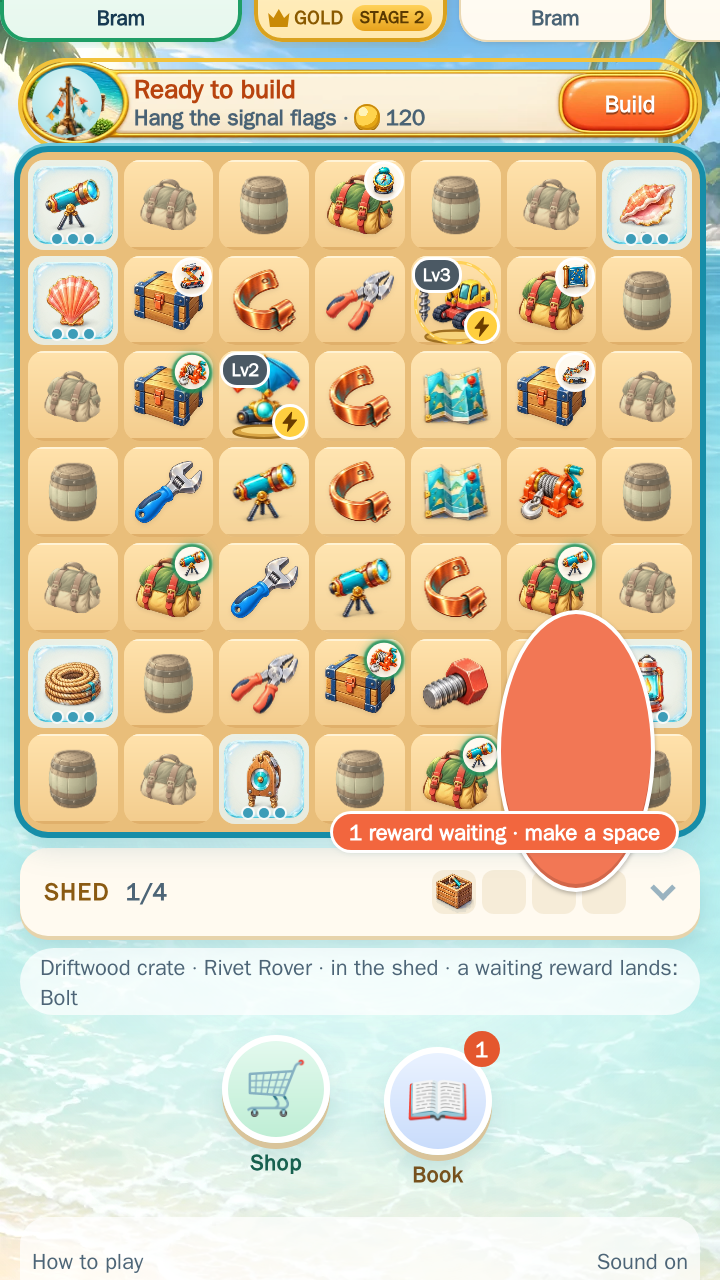 Bram
GOLD STAGE 2
Bram
Ready to build
Hang the signal flags · 120
Build
Lv3
Lv2
1 reward waiting · make a space
SHED 1/4
Driftwood crate · Rivet Rover · in the shed · a waiting reward lands:
Bolt
1
Shop
Book
How to play
Sound on